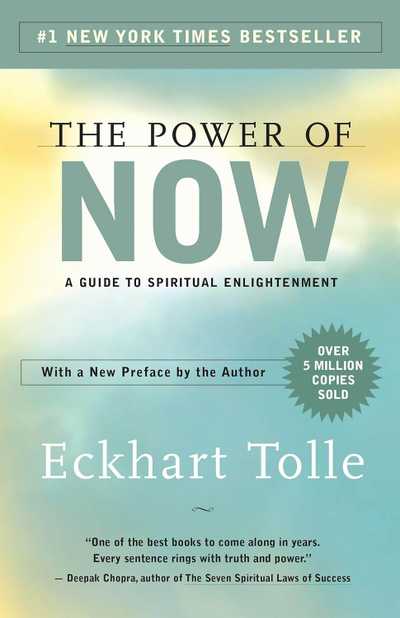 #1 NEW YORK TIMES BESTSELLER
THE POWER OF
NOW
A GUIDE TO SPIRITUAL ENLIGHTENMENT
With a New Preface by the Author
OVER
5 MILLION
COPIES
SOLD
Eckhart Tolle
“One of the best books to come along in years.
Every sentence rings with truth and power.”
— Deepak Chopra, author of The Seven Spiritual Laws of Success